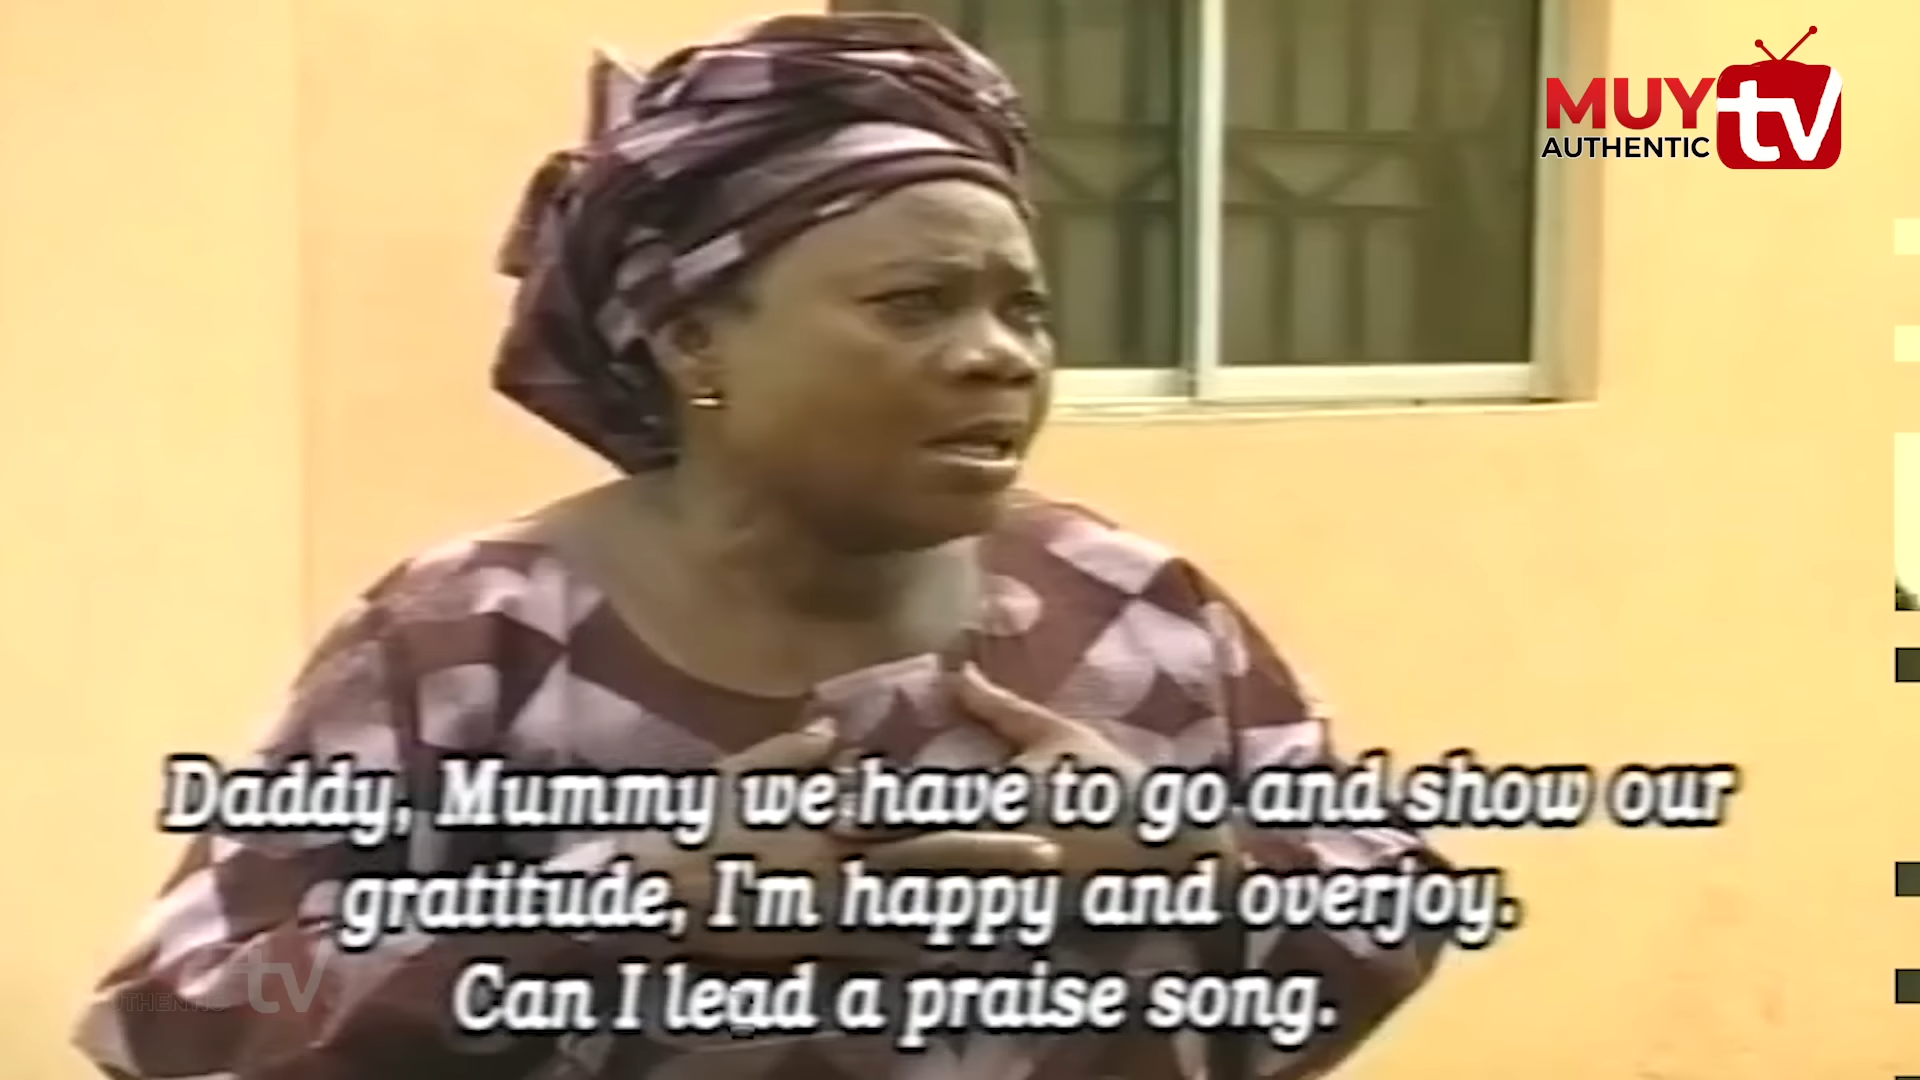 MUY tv
AUTHENTIC
Daddy, Mummy we have to go and show our
gratitude, I'm happy and overjoy.
Can I lead a praise song.
tv